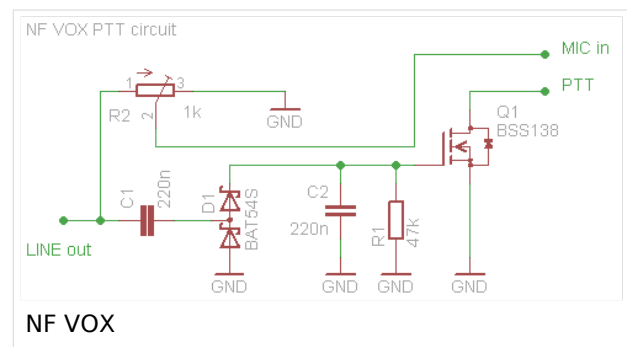 NF VOX PTT circuit
MIC in
PTT
1
3
R2
2
1k
GND
Q1
BSS138
C1
220n
D1
BAT54S
C2
220n
R1
47k
LINE out
GND
GND
GND
GND
NF VOX